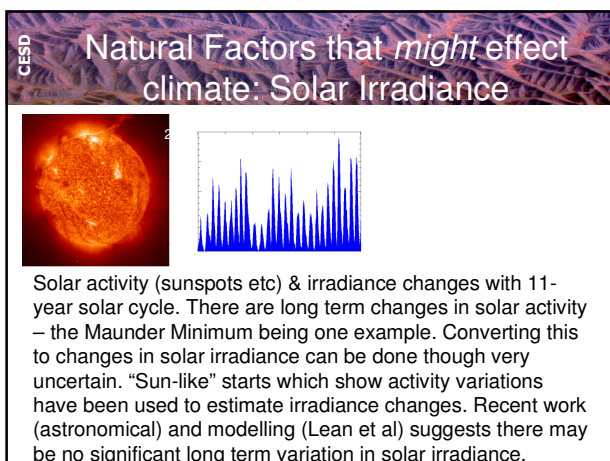 CESD
Natural Factors that might effect
climate: Solar Irradiance
2
Solar activity (sunspots etc) & irradiance changes with 11-
year solar cycle. There are long term changes in solar activity
– the Maunder Minimum being one example. Converting this
to changes in solar irradiance can be done though very
uncertain. “Sun-like” starts which show activity variations
have been used to estimate irradiance changes. Recent work
(astronomical) and modelling (Lean et al) suggests there may
be no significant long term variation in solar irradiance.